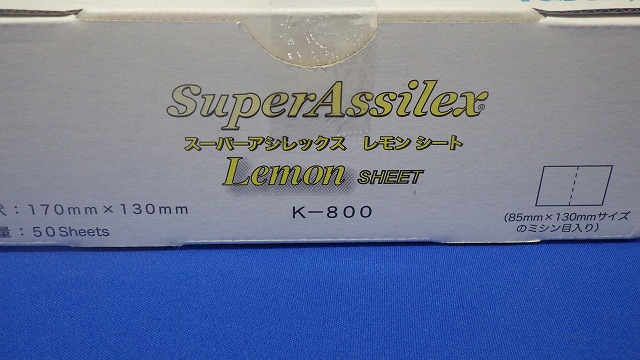 SuperAssilex®
スーパーアシレックス レモン シート
Lemon SHEET
状：170mm×130mm
K－800
量：50Sheets
（85mm×130mmサイズ
のミシン目入り）